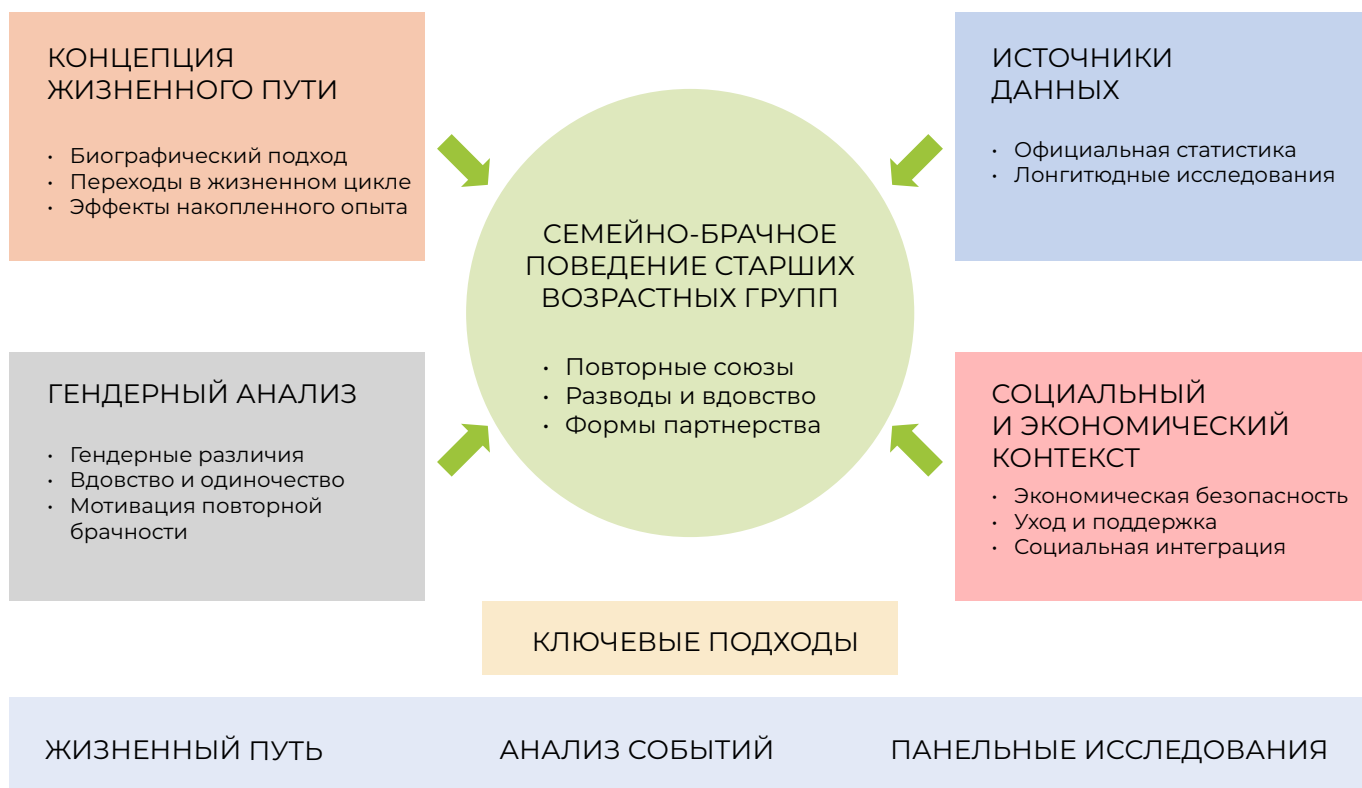 КОНЦЕПЦИЯ
ЖИЗНЕННОГО ПУТИ
• Биографический подход
• Переходы в жизненном цикле
• Эффекты накопленного опыта
ИСТОЧНИКИ
ДАННЫХ
• Официальная статистика
• Лонгитюдные исследования
СЕМЕЙНО-БРАЧНОЕ
ПОВЕДЕНИЕ СТАРШИХ
ВОЗРАСТНЫХ ГРУПП
• Повторные союзы
• Разводы и вдовство
• Формы партнерства
ГЕНДЕРНЫЙ АНАЛИЗ
• Гендерные различия
• Вдовство и одиночество
• Мотивация повторной
брачности
СОЦИАЛЬНЫЙ
И ЭКОНОМИЧЕСКИЙ
КОНТЕКСТ
• Экономическая безопасность
• Уход и поддержка
• Социальная интеграция
КЛЮЧЕВЫЕ ПОДХОДЫ
ЖИЗНЕННЫЙ ПУТЬ
АНАЛИЗ СОБЫТИЙ
ПАНЕЛЬНЫЕ ИССЛЕДОВАНИЯ